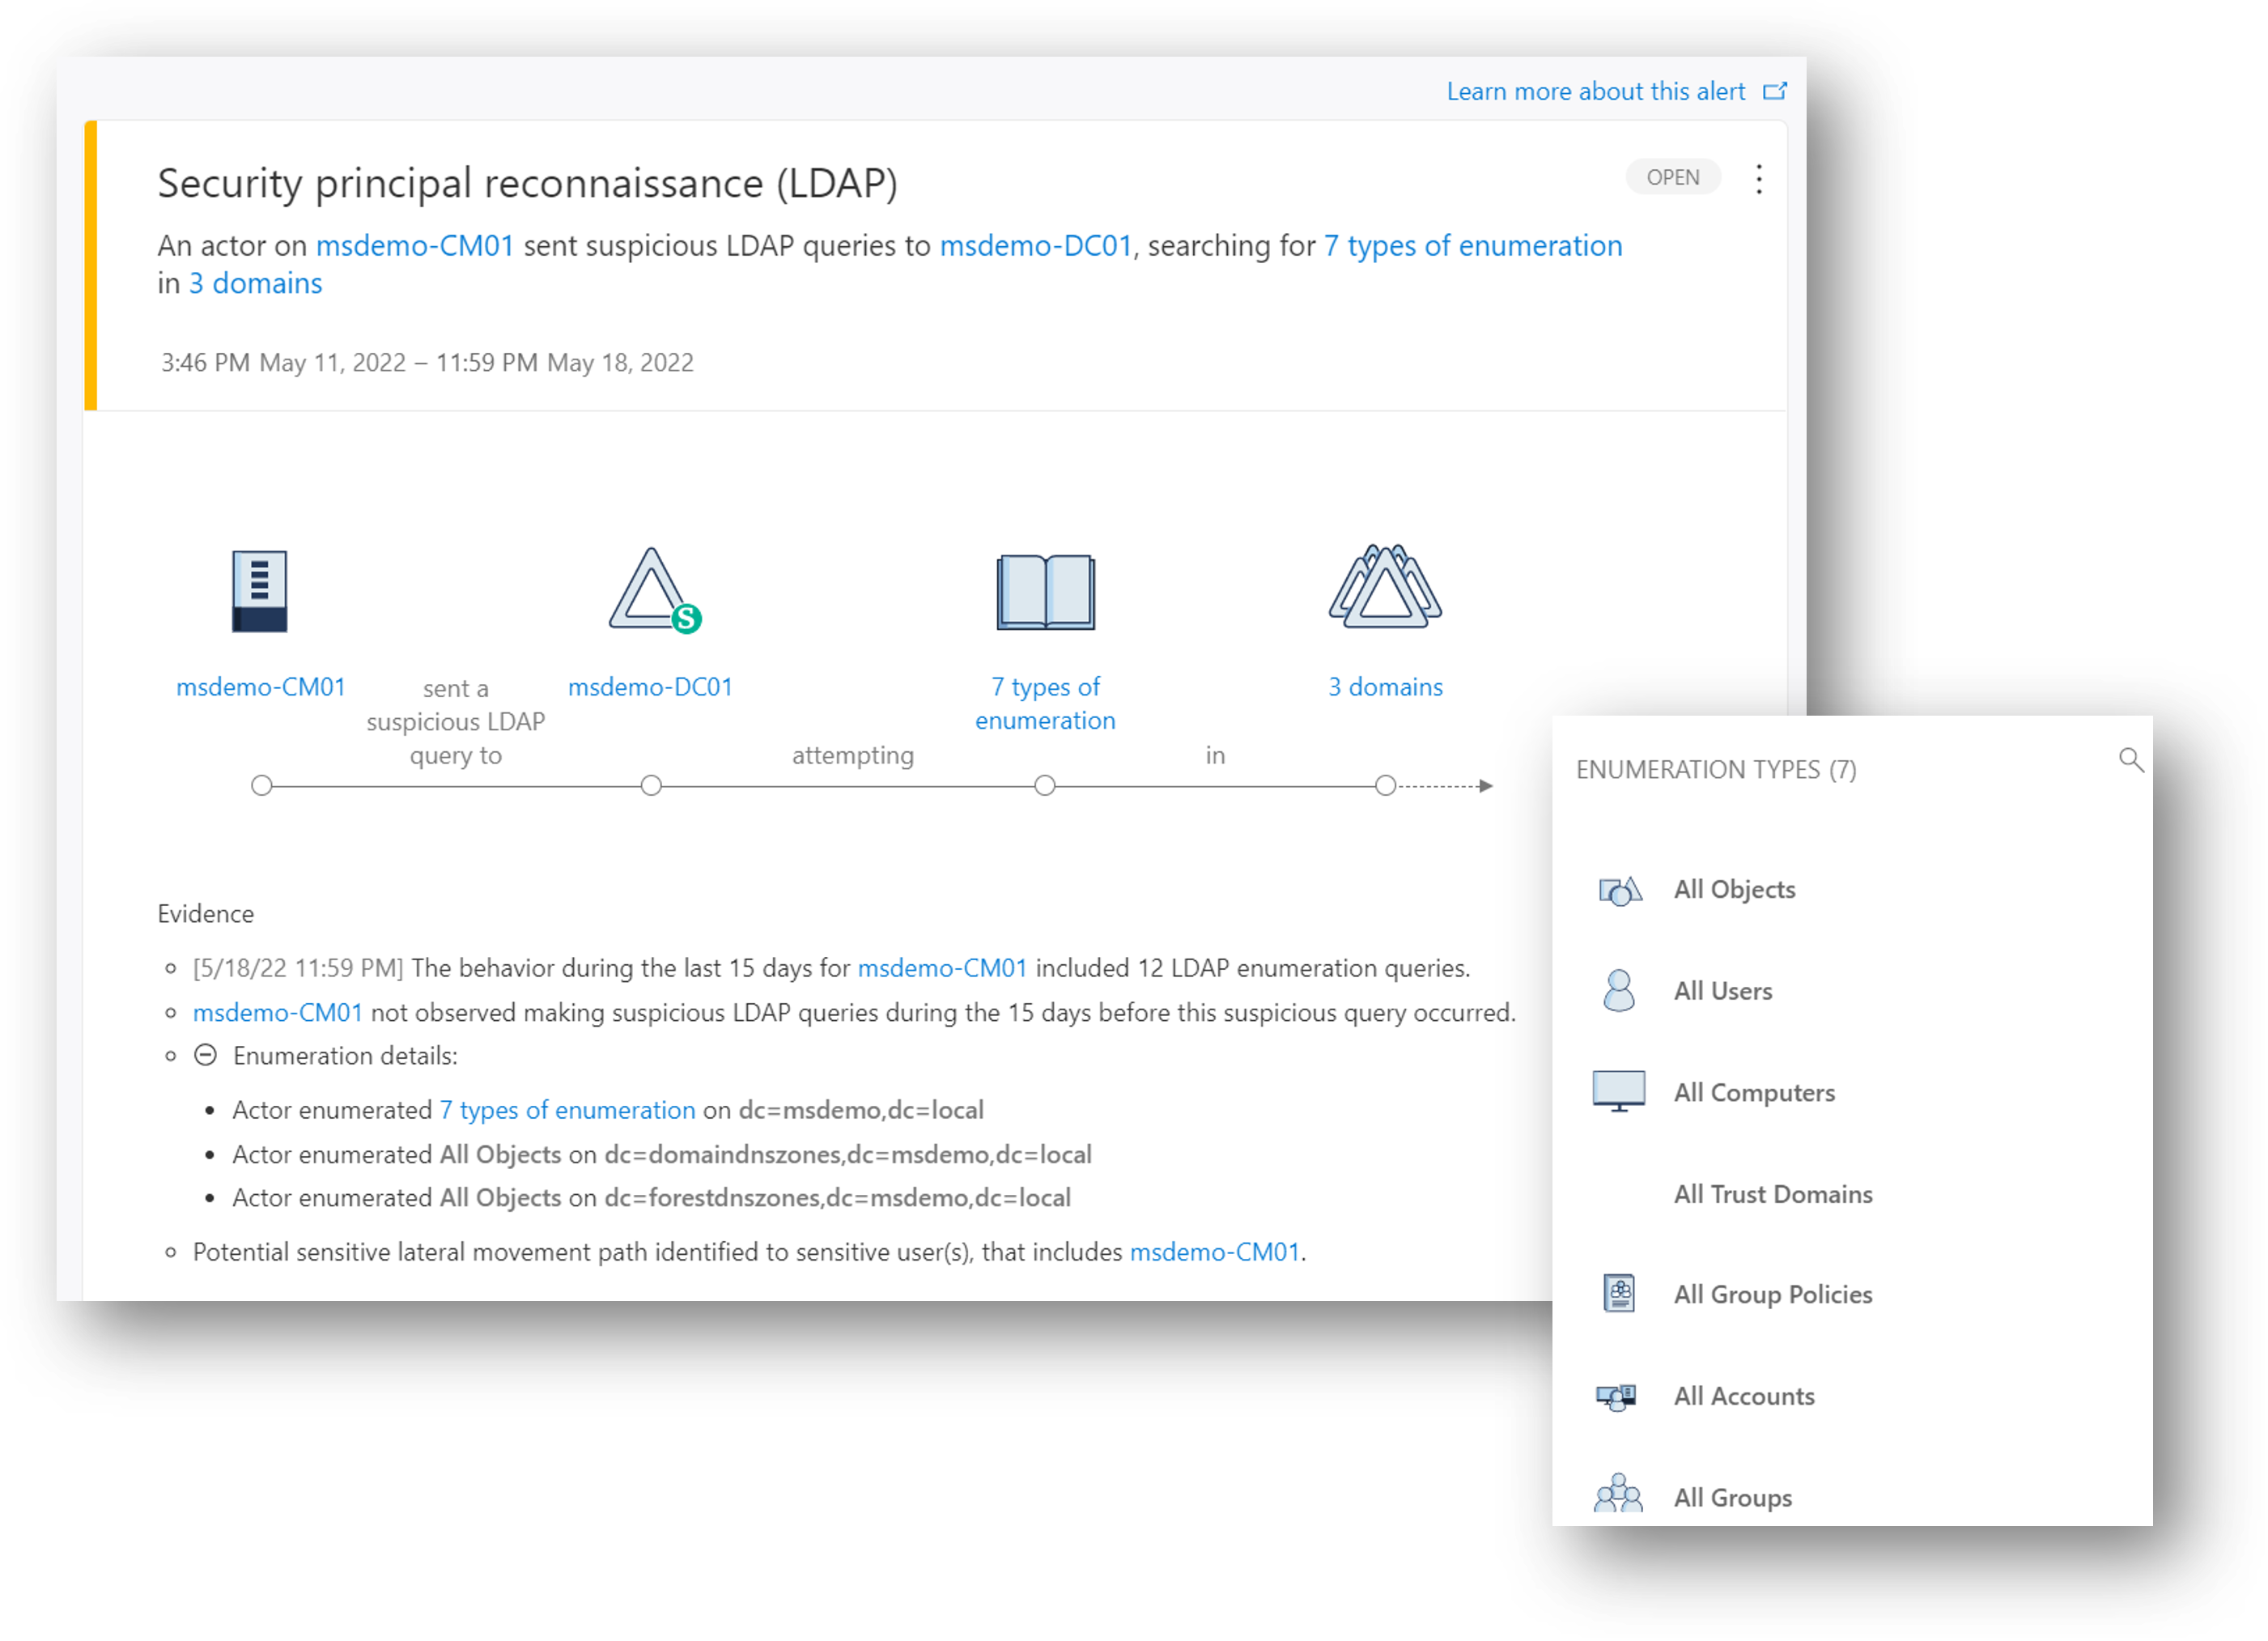 Learn more about this alert
Security principal reconnaissance (LDAP)
OPEN
An actor on msdemo-CM01 sent suspicious LDAP queries to msdemo-DC01, searching for 7 types of enumeration
in 3 domains
3:46 PM May 11, 2022 – 11:59 PM May 18, 2022
msdemo-CM01
sent a
suspicious LDAP
query to
msdemo-DC01
attempting
7 types of
enumeration
in
3 domains
Evidence
[5/18/22 11:59 PM] The behavior during the last 15 days for msdemo-CM01 included 12 LDAP enumeration queries.
msdemo-CM01 not observed making suspicious LDAP queries during the 15 days before this suspicious query occurred.
Enumeration details:
Actor enumerated 7 types of enumeration on dc=msdemo,dc=local
Actor enumerated All Objects on dc=domaindnszones,dc=msdemo,dc=local
Actor enumerated All Objects on dc=forestdnszones,dc=msdemo,dc=local
Potential sensitive lateral movement path identified to sensitive user(s), that includes msdemo-CM01.
ENUMERATION TYPES (7)
All Objects
All Users
All Computers
All Trust Domains
All Group Policies
All Accounts
All Groups